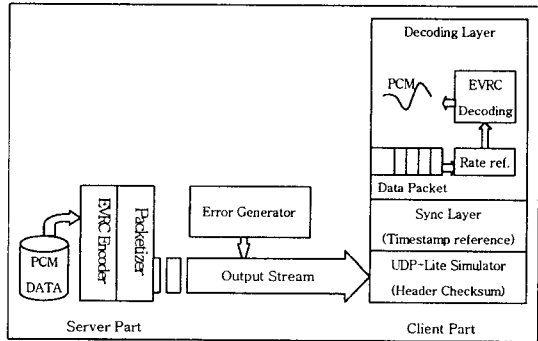 Decoding Layer
PCM
EVRC
Decoding
Rate ref.
Data Packet
Sync Layer
(Timestamp reference)
UDP-Lite Simulator
(Header Checksum)
Error Generator
Output Stream
EVRC Encoder
Packetizer
PCM
DATA
Server Part
Client Part